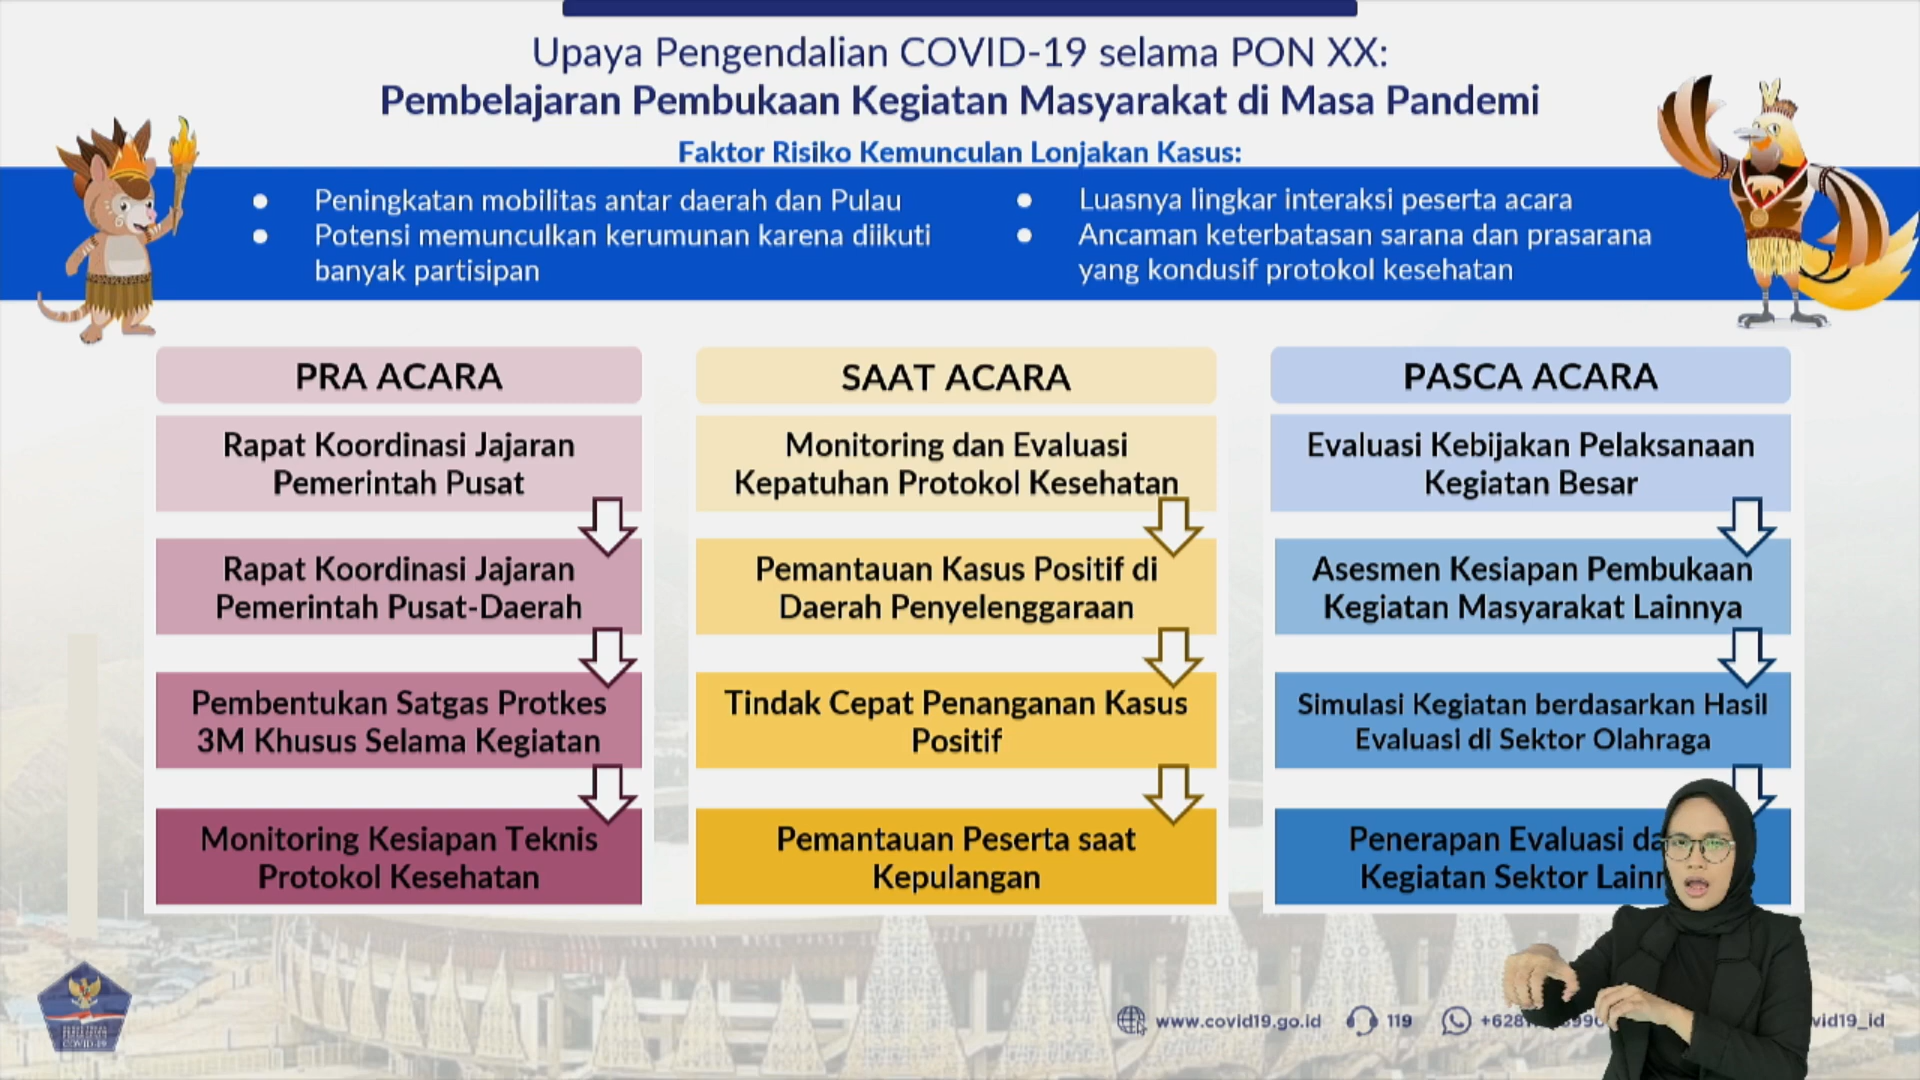 Upaya Pengendalian COVID-19 selama PON XX:
Pembelajaran Pembukaan Kegiatan Masyarakat di Masa Pandemi
Faktor Risiko Kemunculan Lonjakan Kasus:
● Peningkatan mobilitas antar daerah dan Pulau
● Potensi memunculkan kerumunan karena diikuti
banyak partisipan
● Luasnya lingkar interaksi peserta acara
● Ancaman keterbatasan sarana dan prasarana
yang kondusif protokol kesehatan
PRA ACARA
Rapat Koordinasi Jajaran
Pemerintah Pusat
Rapat Koordinasi Jajaran
Pemerintah Pusat-Daerah
Pembentukan Satgas Protkes
3M Khusus Selama Kegiatan
Monitoring Kesiapan Teknis
Protokol Kesehatan
SAAT ACARA
Monitoring dan Evaluasi
Kepatuhan Protokol Kesehatan
Pemantauan Kasus Positif di
Daerah Penyelenggaraan
Tindak Cepat Penanganan Kasus
Positif
Pemantauan Peserta saat
Kepulangan
PASCA ACARA
Evaluasi Kebijakan Pelaksanaan
Kegiatan Besar
Asesmen Kesiapan Pembukaan
Kegiatan Masyarakat Lainnya
Simulasi Kegiatan berdasarkan Hasil
Evaluasi di Sektor Olahraga
Penerapan Evaluasi
Kegiatan Sektor
COVID-19
www.covid19.go.id
119